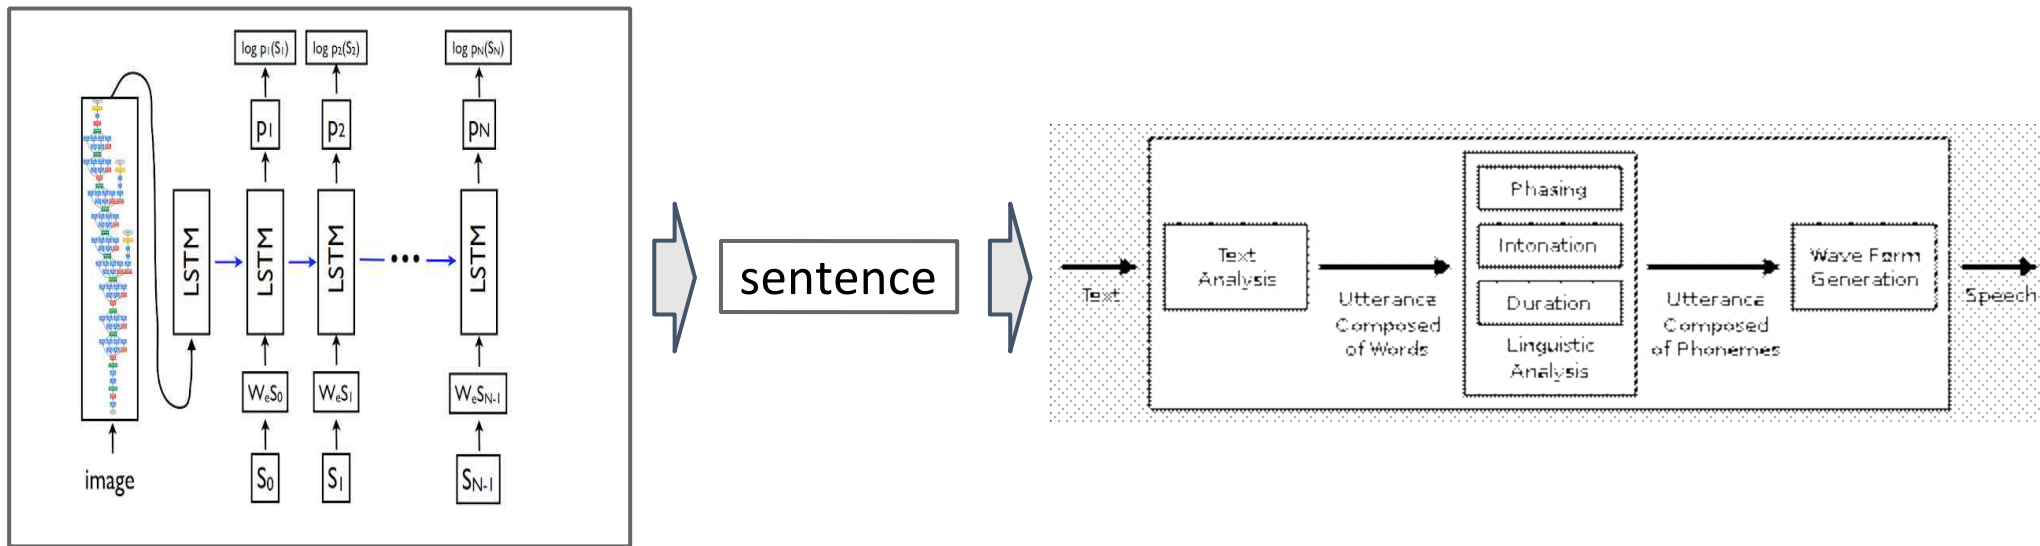 log p1(S1)
log p2(S2)
log pN(SN)
p1
p2
pN
LSTM
LSTM
LSTM
LSTM
•••
WeS0
WeS1
WeSN-1
image
S0
S1
SN-1
sentence
Text
Text
Analysis
Utterance
Composed
of Words
Phasing
Intonation
Duration
Linguistic
Analysis
Utterance
Composed
of Phonemes
Wave Form
Generation
Speech